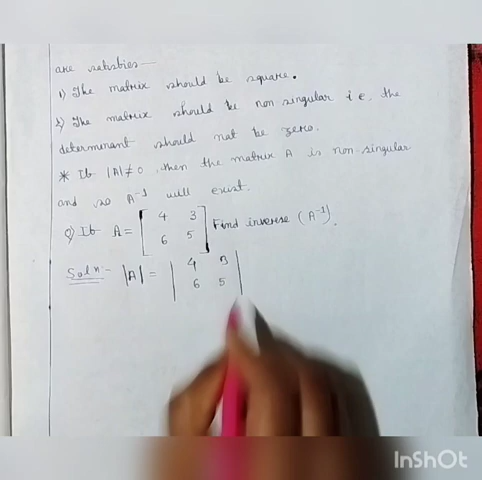 are satisfies —
1) The matrix should be square.
2) The matrix should be non singular i e, the
determinant should not be zero.
* If |A| ≠ 0, then the matrix A is non-singular
and so A⁻¹ will exist.
Q) If A = [ 4 3
6 5 ] Find inverse (A⁻¹).
Solⁿ- |A| = | 4 3
6 5 |
InShOt